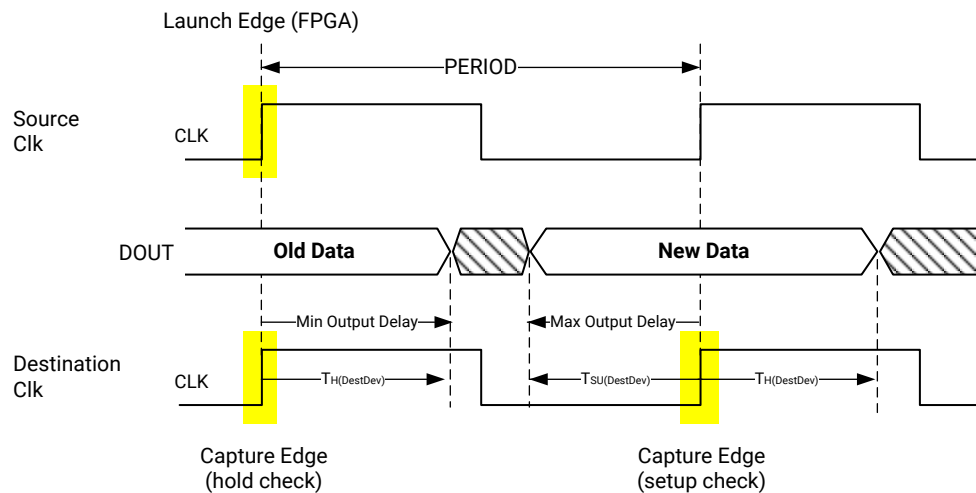 Launch Edge (FPGA)
PERIOD
Source
Clk
CLK
DOUT
Old Data
New Data
Min Output Delay
Max Output Delay
Destination
Clk
CLK
TH(DestDev)
TSU(DestDev)
TH(DestDev)
Capture Edge
(hold check)
Capture Edge
(setup check)